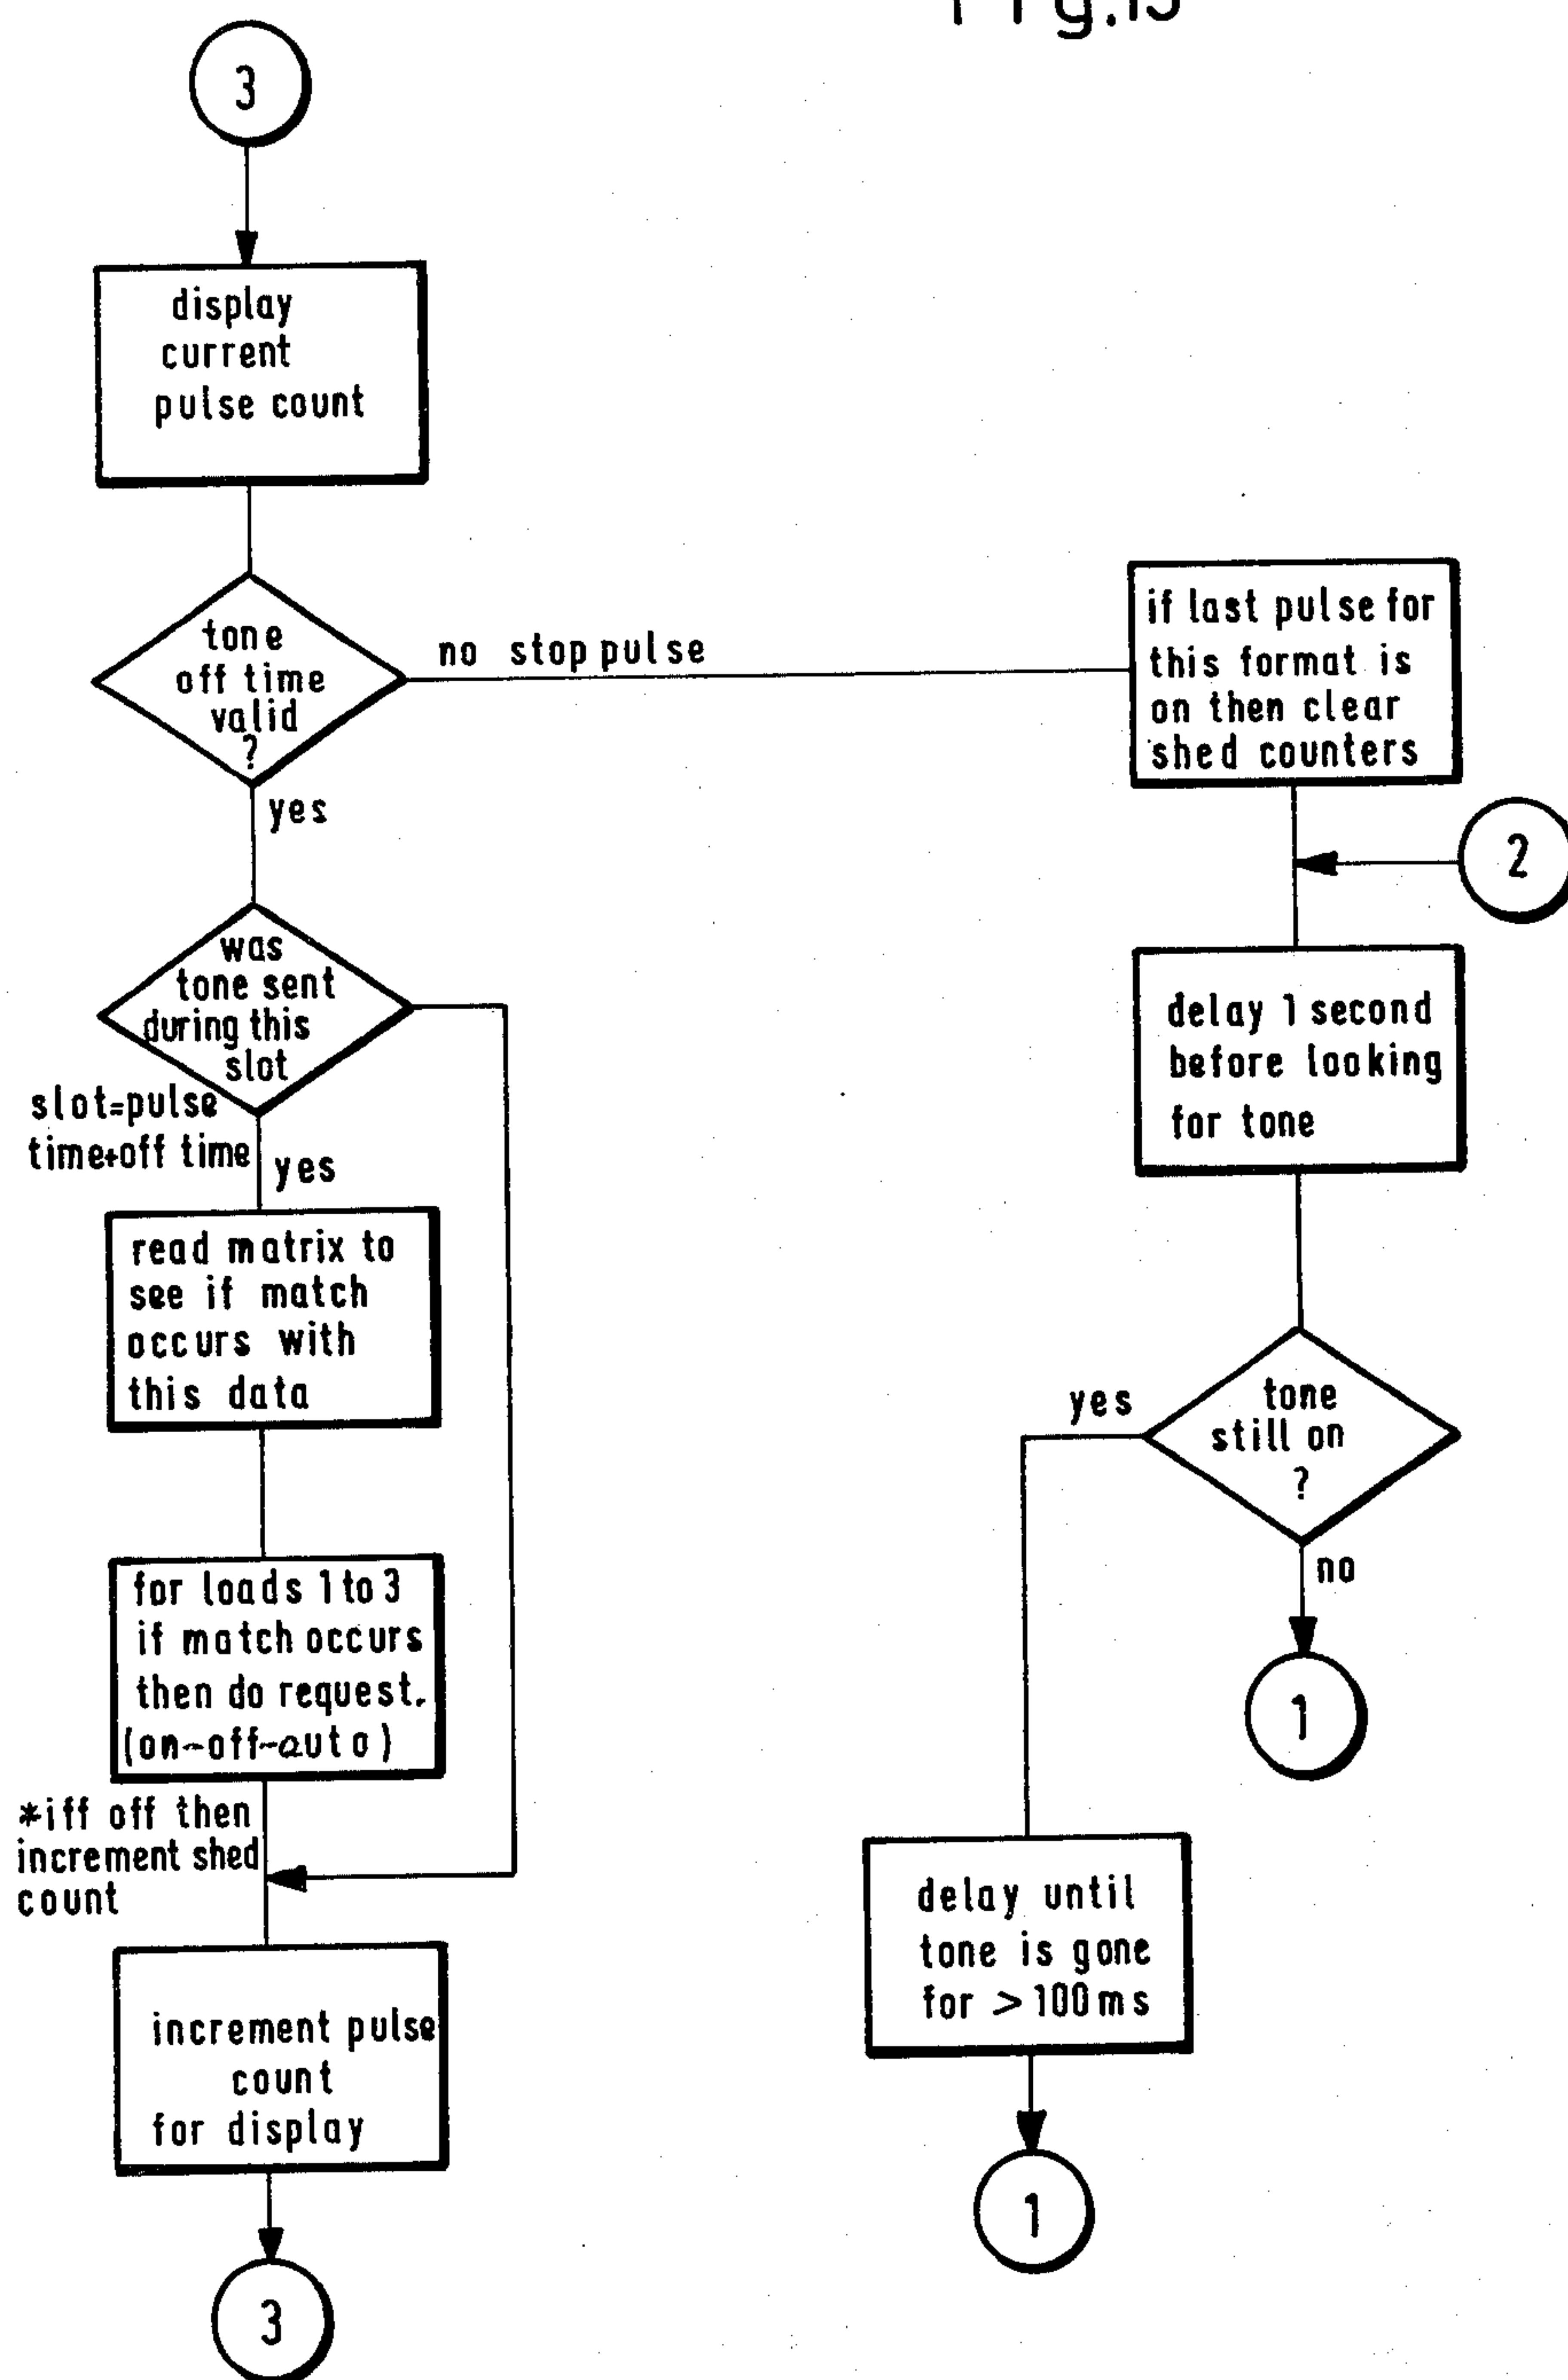 3
display
current
pulse count
tone
off time
valid
?
no stop pulse
yes
if last pulse for
this format is
on then clear
shed counters
2
was
tone sent
during this
slot
slot=pulse
time+off time
yes
delay 1 second
before looking
for tone
read matrix to
see if match
occurs with
this data
yes
tone
still on
?
no
1
for loads 1 to 3
if match occurs
then do request.
(on-off-auto)
*iff off then
increment shed
count
delay until
tone is gone
for >100ms
1
increment pulse
count
for display
3